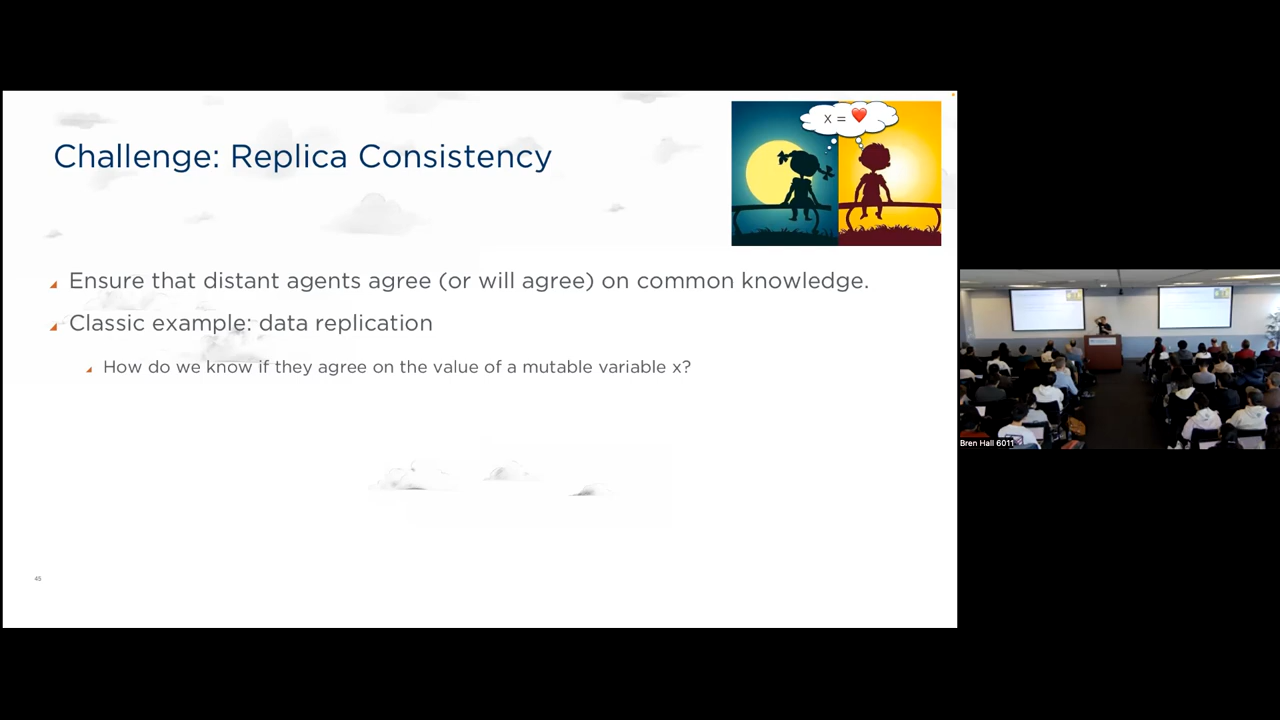 Challenge: Replica Consistency
x = ❤️
Ensure that distant agents agree (or will agree) on common knowledge.
Classic example: data replication
How do we know if they agree on the value of a mutable variable x?
45
Bren Hall 6011